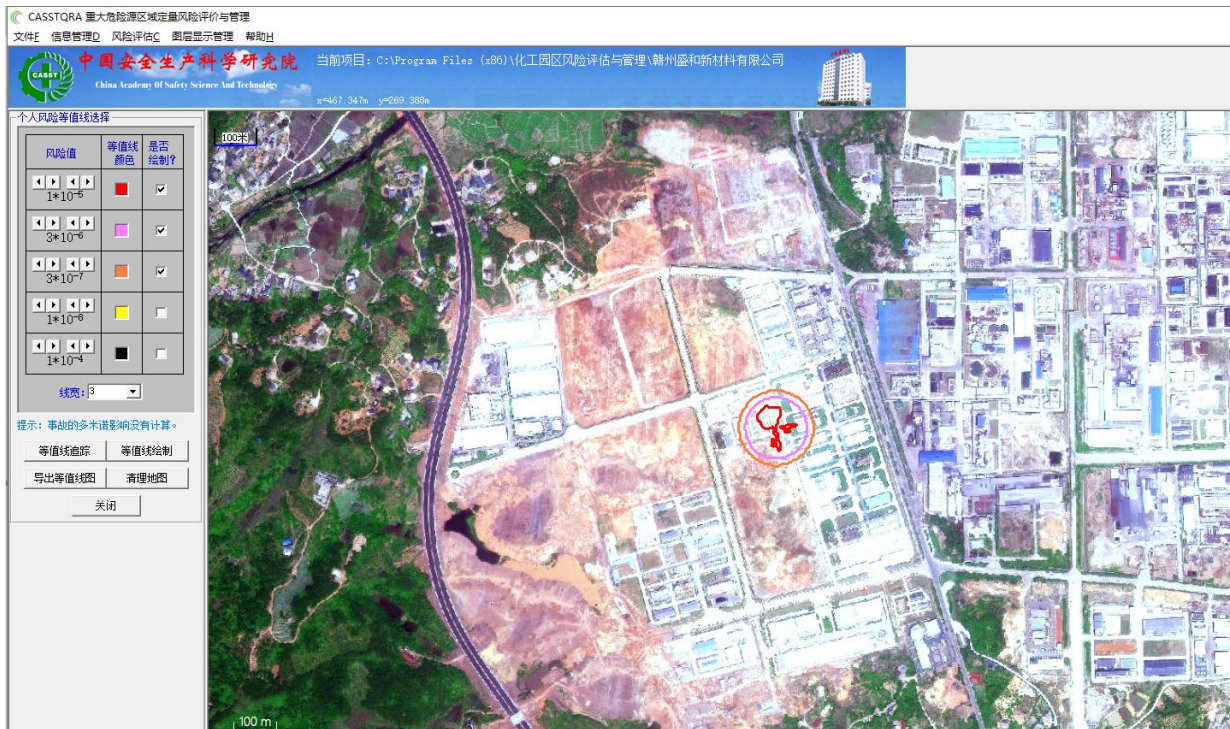 CASSTQRA 重大危险源区域定量风险评价与管理
文件F 信息管理D 风险评估C 图层显示管理 帮助H
CASST
中国安全生产科学研究院
China Academy Of Safety Science And Technology
当前项目：C:\Program Files (x86)\化工园区风险评估与管理\赣州盛和新材料有限公司
x=467.347m y=269.388m
个人风险等值线选择
风险值 等值线颜色 是否绘制?
1*10-5
3*10-6
3*10-7
1*10-8
1*10-4
线宽: 3
提示: 事故的多米诺影响没有计算。
等值线追踪 等值线绘制
导出等值线图 清理地图
关闭
100米
100 m